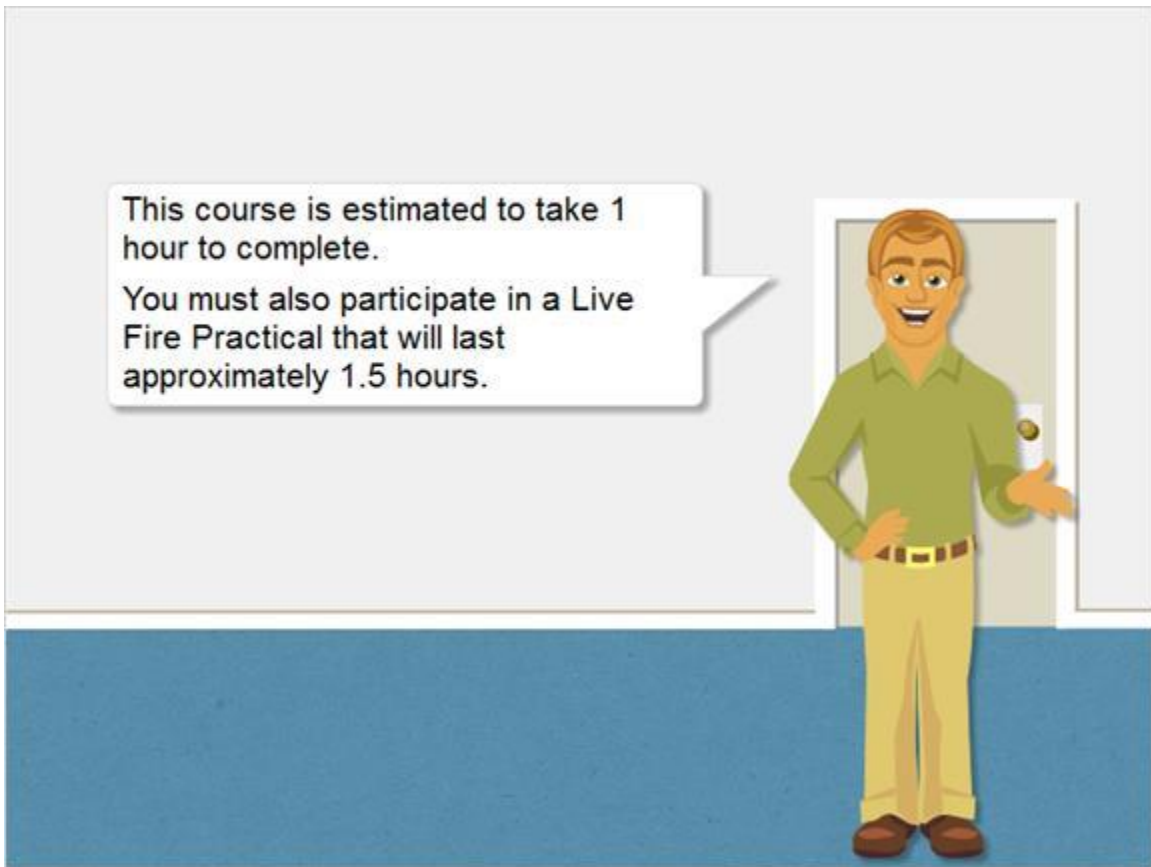 This course is estimated to take 1
hour to complete.
You must also participate in a Live
Fire Practical that will last
approximately 1.5 hours.